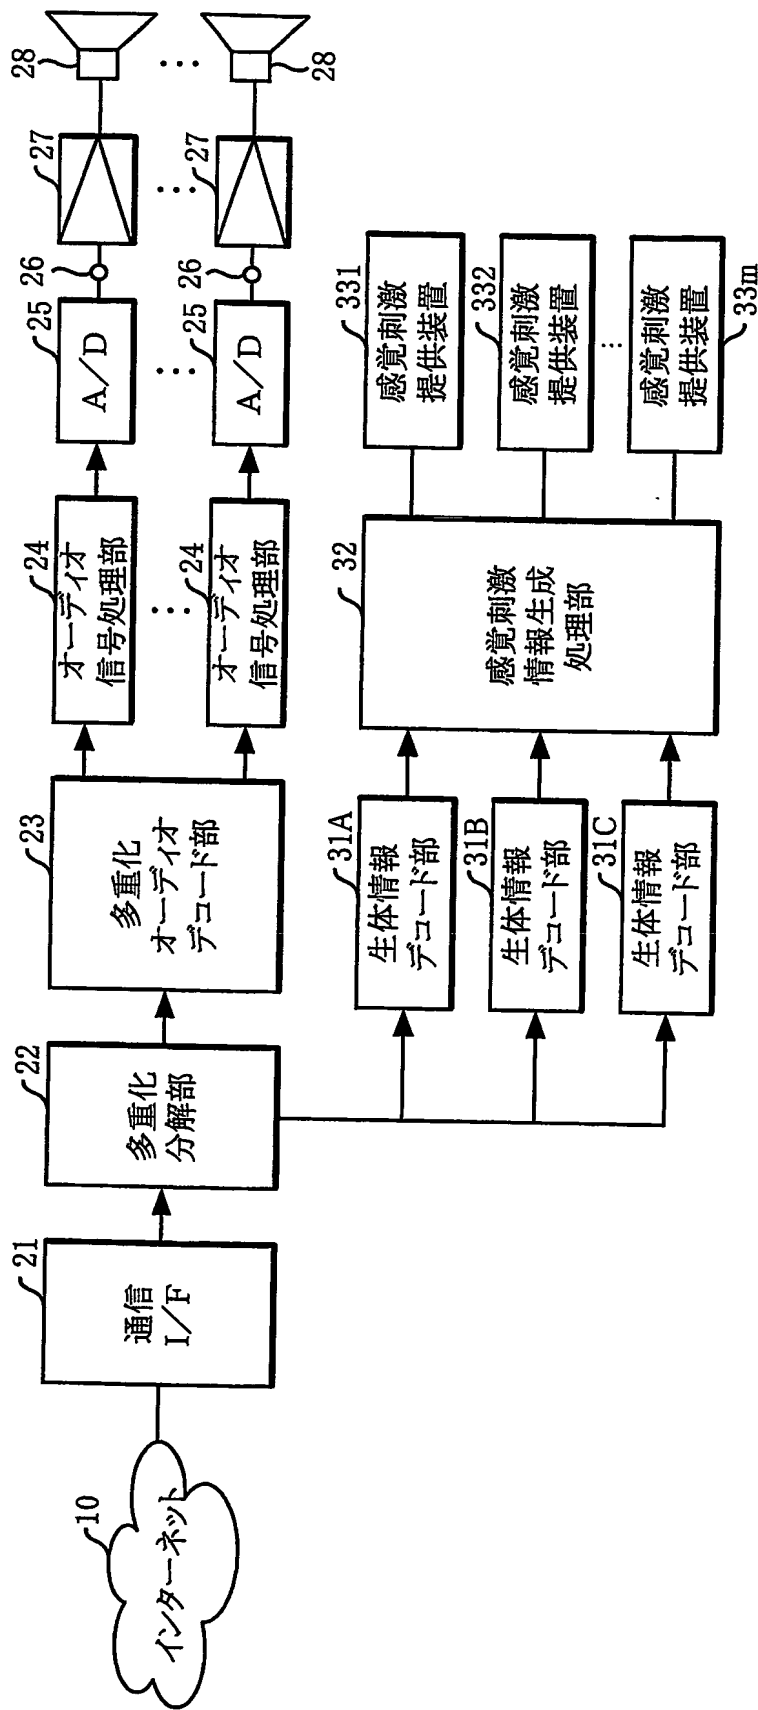 10
インターネット
21
通信
I/F
22
多重化
分解部
23
多重化
オーディオ
デコード部
24
オーディオ
信号処理部
25
A/D
26
27
28
24
オーディオ
信号処理部
25
A/D
26
27
28
31A
生体情報
デコード部
31B
生体情報
デコード部
31C
生体情報
デコード部
32
感覚刺激
情報生成
処理部
331
感覚刺激
提供装置
332
感覚刺激
提供装置
33m
感覚刺激
提供装置